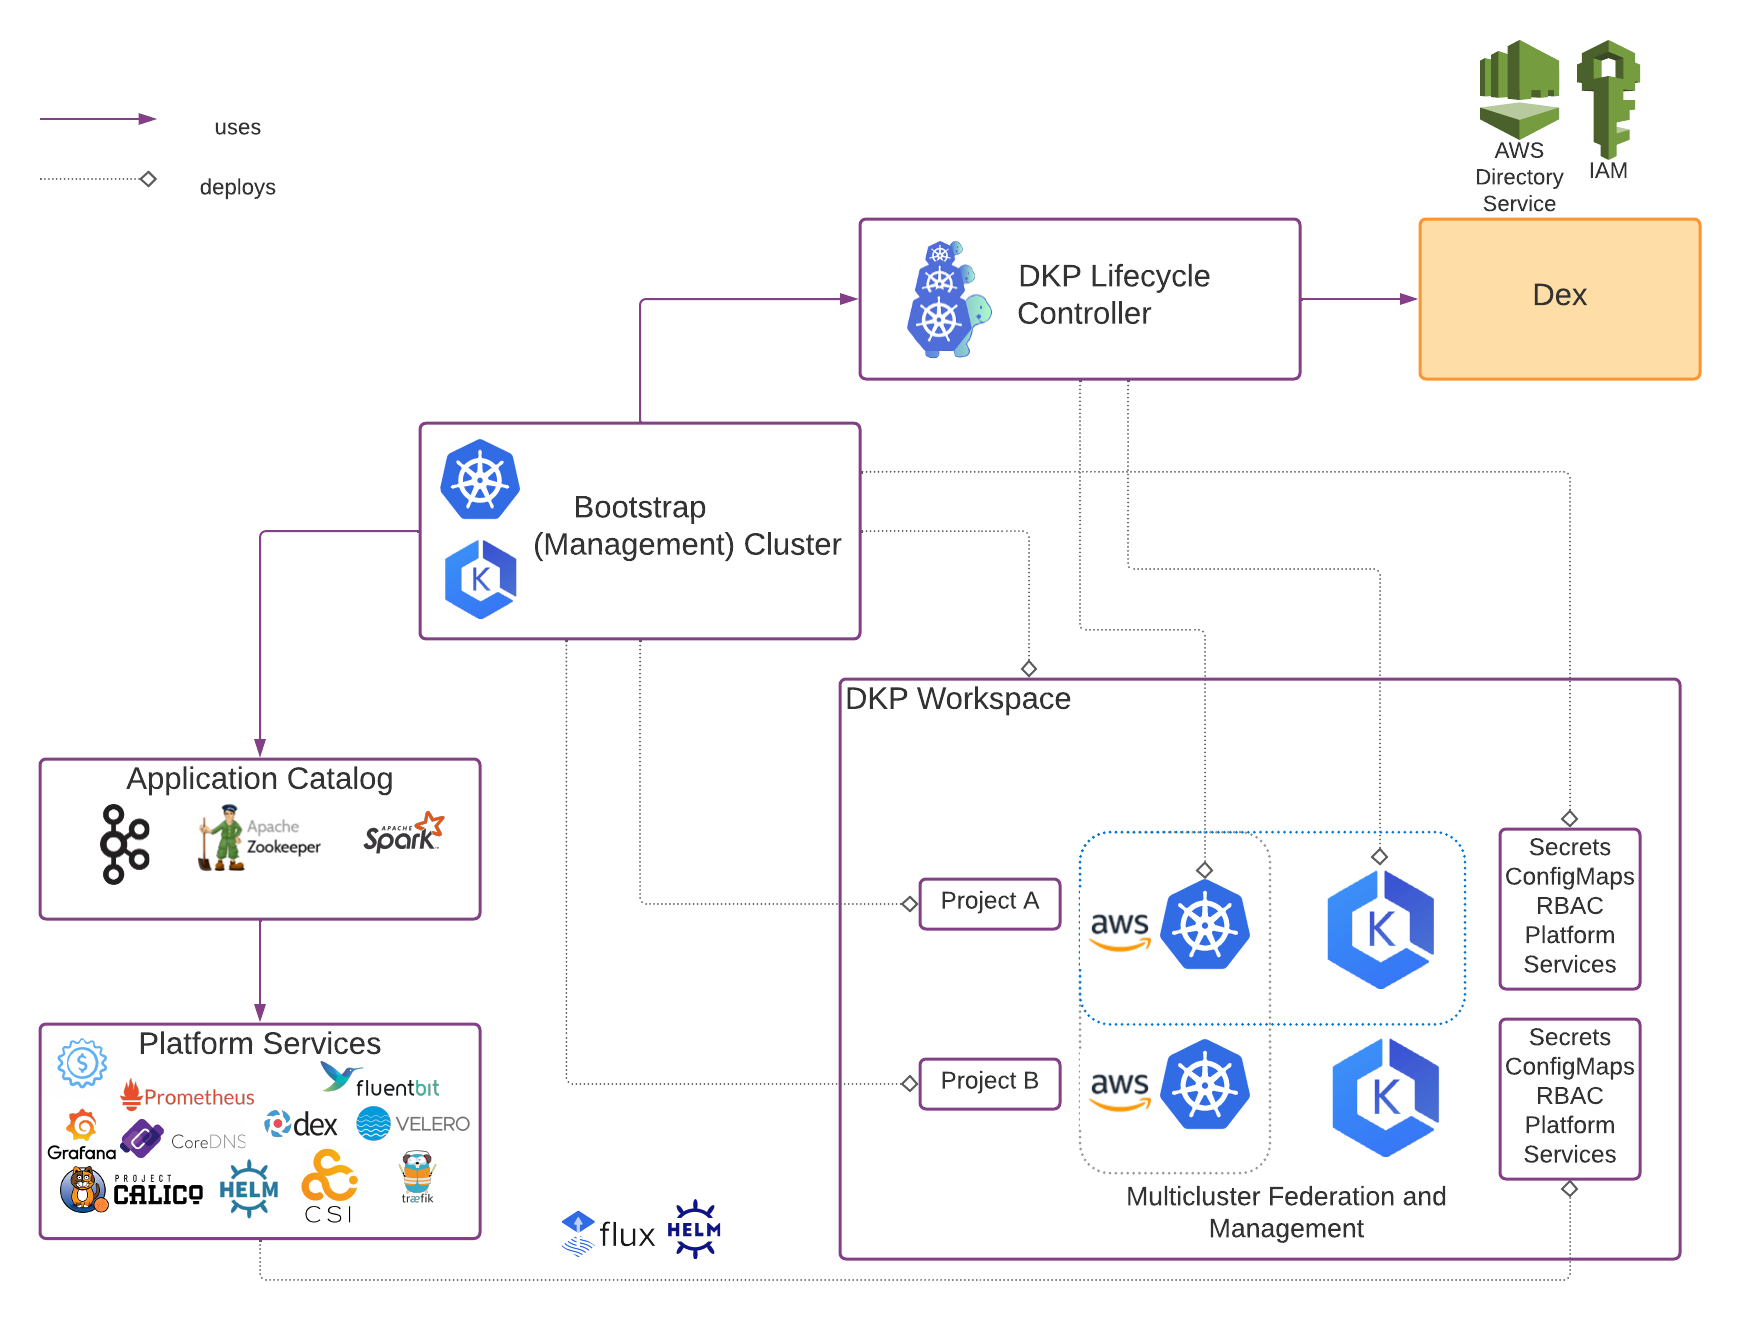 uses
deploys
AWS
Directory
Service
IAM
DKP Lifecycle
Controller
Dex
Bootstrap
(Management) Cluster
K
DKP Workspace
Application Catalog
Apache
Zookeeper
APACHE
Spark
Secrets
ConfigMaps
RBAC
Platform
Services
Project A
aws
K
Platform Services
$
Prometheus
fluentbit
Grafana
CoreDNS
dex
VELERO
PROJECT
CALICO
HELM
CSI
træfik
Project B
aws
K
Secrets
ConfigMaps
RBAC
Platform
Services
Multicluster Federation and
Management
flux
HELM